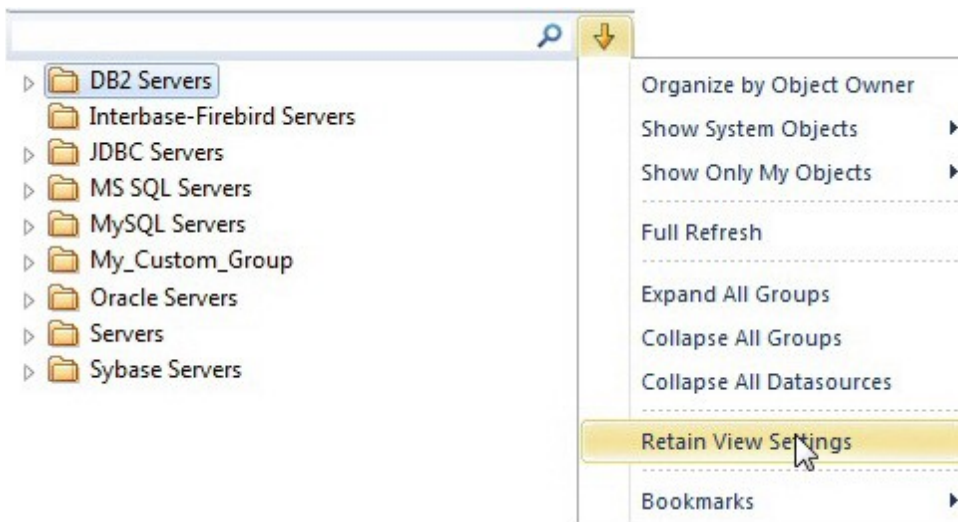 DB2 Servers
Interbase-Firebird Servers
JDBC Servers
MS SQL Servers
MySQL Servers
My_Custom_Group
Oracle Servers
Servers
Sybase Servers
Organize by Object Owner
Show System Objects
Show Only My Objects
Full Refresh
Expand All Groups
Collapse All Groups
Collapse All Datasources
Retain View Settings
Bookmarks